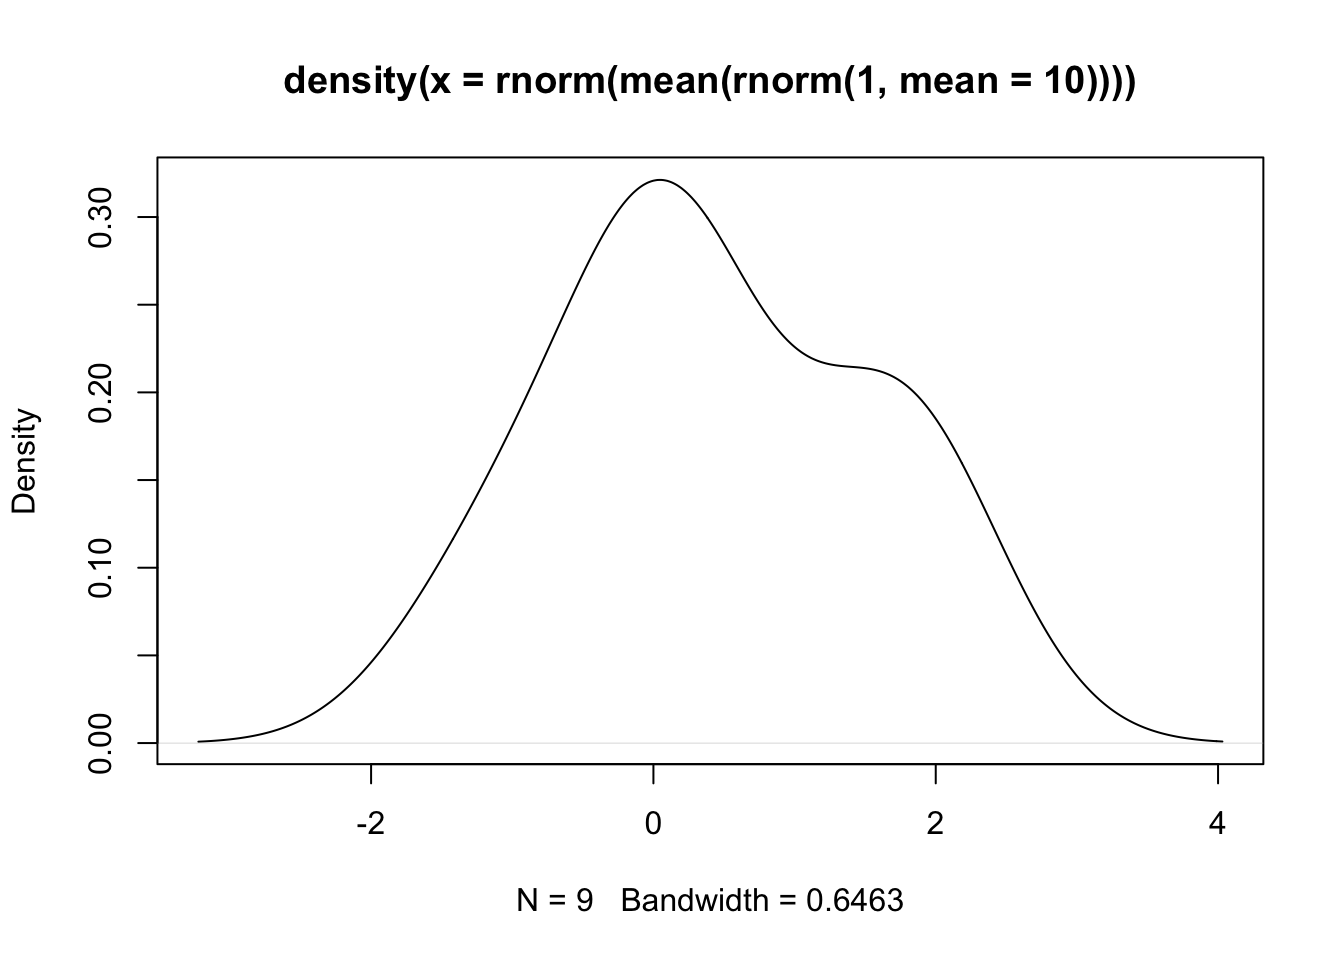 density(x = rnorm(mean(rnorm(1, mean = 10))))
Density
0.30
0.20
0.10
0.00
-2 0 2 4
N = 9 Bandwidth = 0.6463